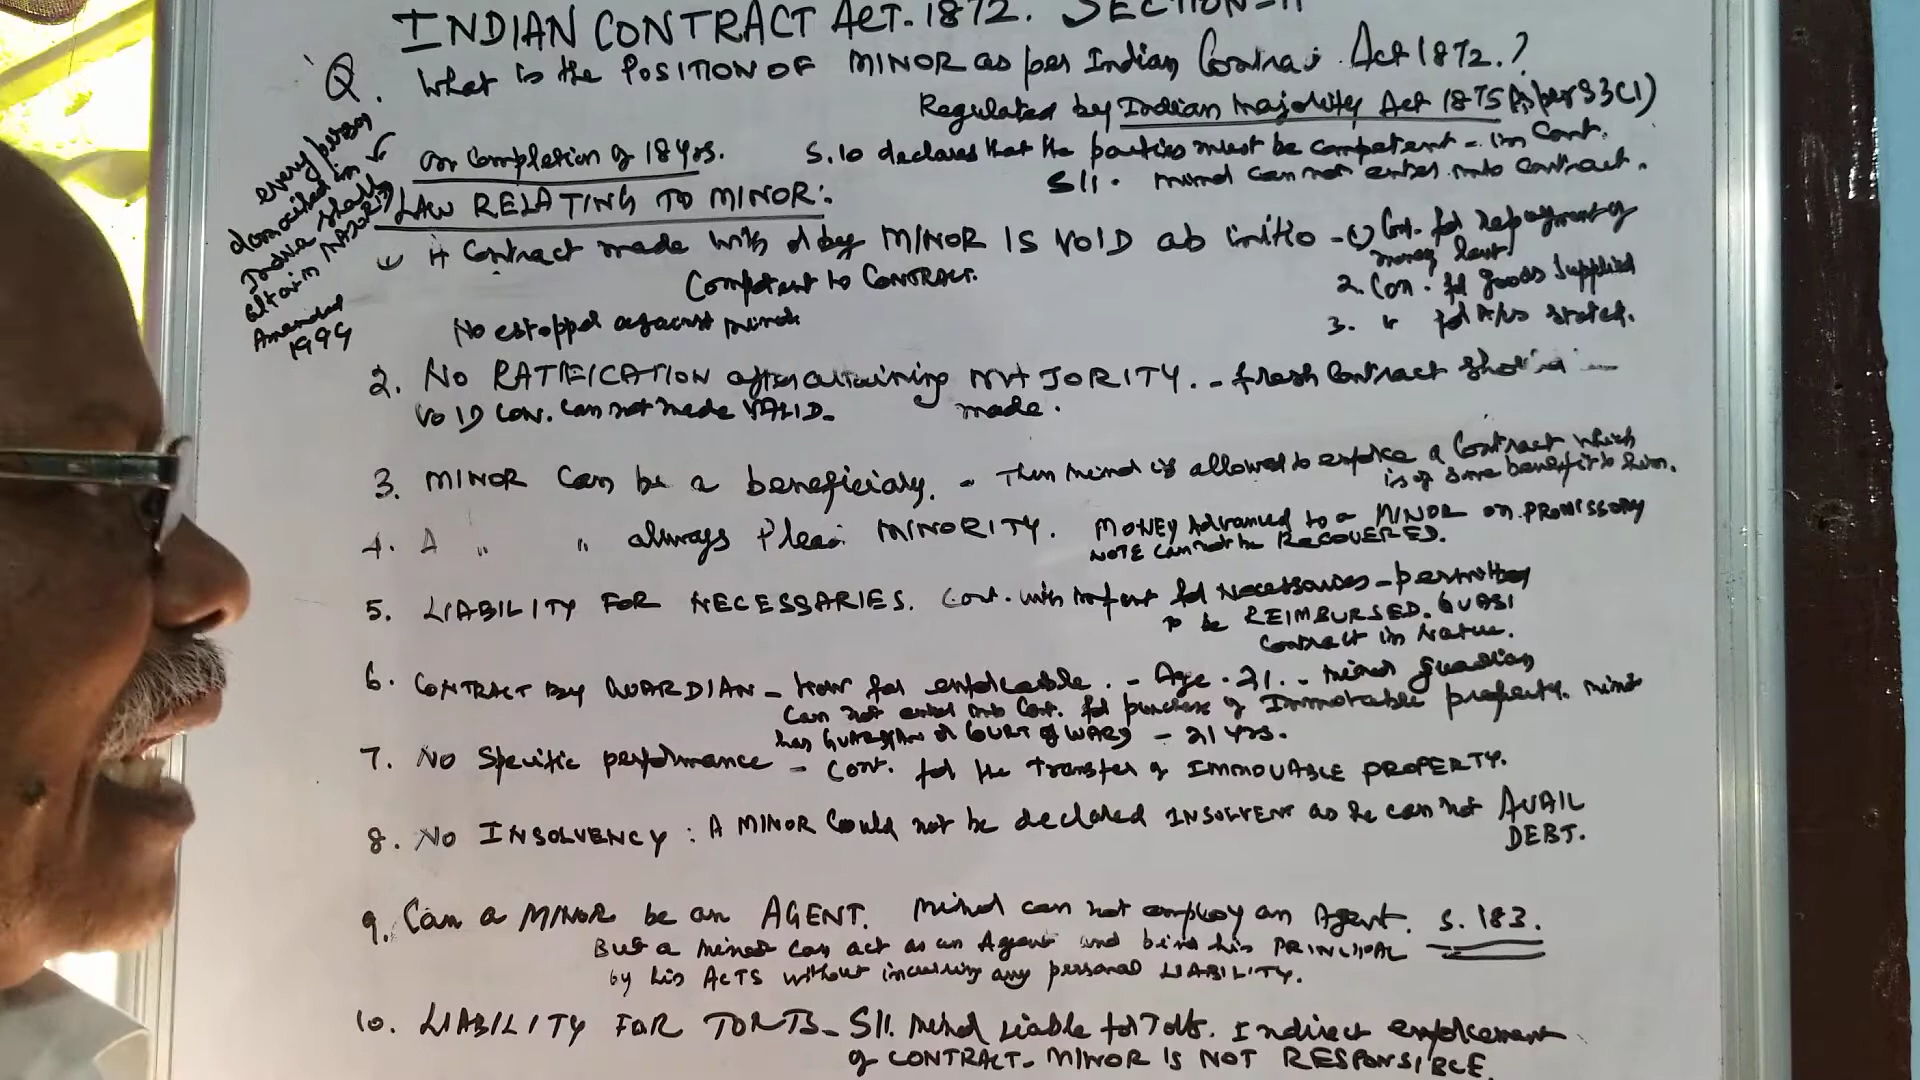 INDIAN CONTRACT ACT. 1872. SECTION-11
Q. What is the POSITION OF MINOR as per Indian Contract Act 1872.?
Regulated by Indian Majority Act 1875 As per S3(1)
every person domociled in India shall attain MAJORITY
Amended 1999
on completion of 18 yrs.
S.10 declares that the parties must be competent - in Cont.
S11. minor can not enter into contract.
LAW RELATING TO MINOR:
1+ Contract made with or by MINOR IS VOID ab initio - (1) Cont. for repayment of
money lent
Competent to CONTRACT.
2. Con. for goods supplied
No estoppel against minor
3. " for A/cs stated.
2. NO RATIFICATION after attaining MAJORITY. - fresh Contract
VOID Con. can not made VALID.
made.
3. MINOR Can be a beneficiary. - Then minor is allowed to enforce a Contract which
is of some benefit to him.
4. A " " always Plead MINORITY. MONEY Advanced to a MINOR on PROMISSORY
NOTE can not be RECOVERED.
5. LIABILITY FOR NECESSARIES. Cont. with infant for Necessaries - permitted
to be REIMBURSED. QUASI
Contract in Nature.
6. CONTRACT BY GUARDIAN - how far enforceable. - Age. 21. - minor guardian
Can not enter into Cont. for purchase of Immovable property. minor
has GUARDIAN or COURT of WARD - 21 yrs.
7. No Specific performance - Cont. for the transfer of IMMOVABLE PROPERTY.
8. NO INSOLVENCY: A MINOR Could not be declared INSOLVENT as he can not AVAIL
DEBT.
9. Can a MINOR be an AGENT. Minor can not employ an Agent. S. 183.
But a minor can act as an Agent and bind his PRINCIPAL
by his ACTS without incurring any personal LIABILITY.
10. LIABILITY FOR TORTS - S11. Minor liable for Torts. Indirect enforcement
of CONTRACT - MINOR IS NOT RESPONSIBLE.